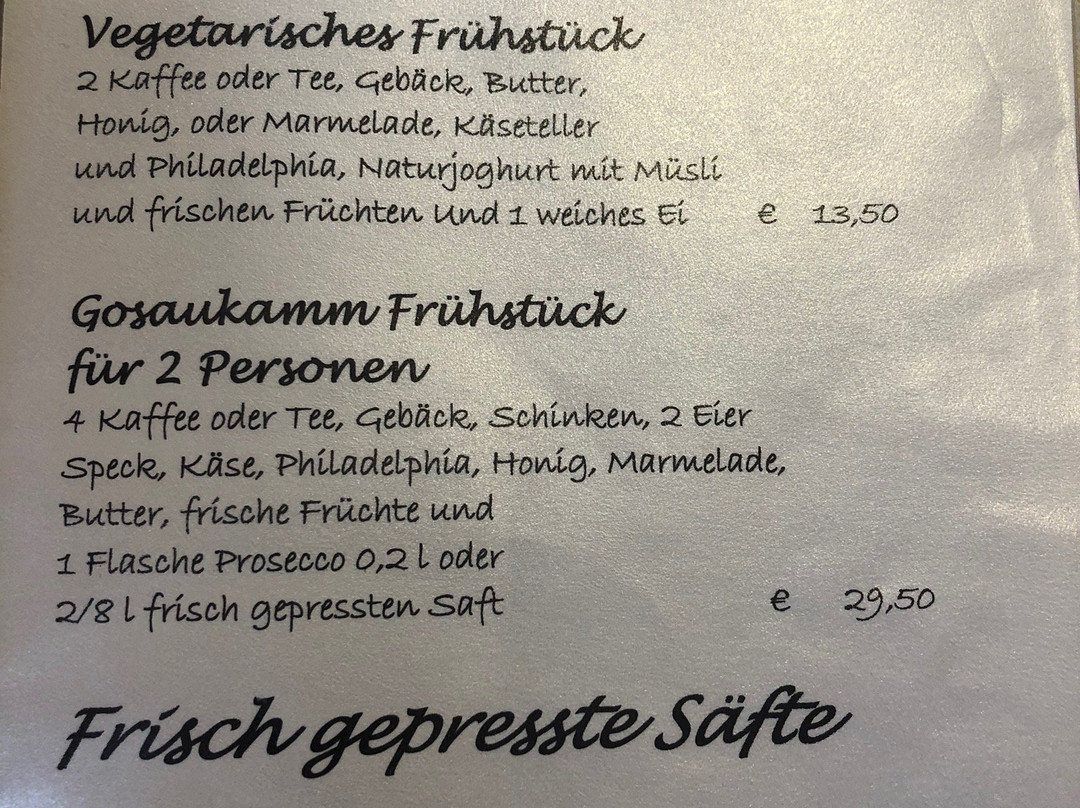 Vegetarisches Frühstück
2 Kaffee oder Tee, Gebäck, Butter,
Honig, oder Marmelade, Käseteller
und Philadelphia, Naturjoghurt mit Müsli
und frischen Früchten Und 1 weiches Ei € 13,50
Gosaukamm Frühstück
für 2 Personen
4 Kaffee oder Tee, Gebäck, Schinken, 2 Eier
Speck, Käse, Philadelphia, Honig, Marmelade,
Butter, frische Früchte und
1 Flasche Prosecco 0,2 l oder
2/8 l frisch gepressten Saft € 29,50
Frisch gepresste Säfte